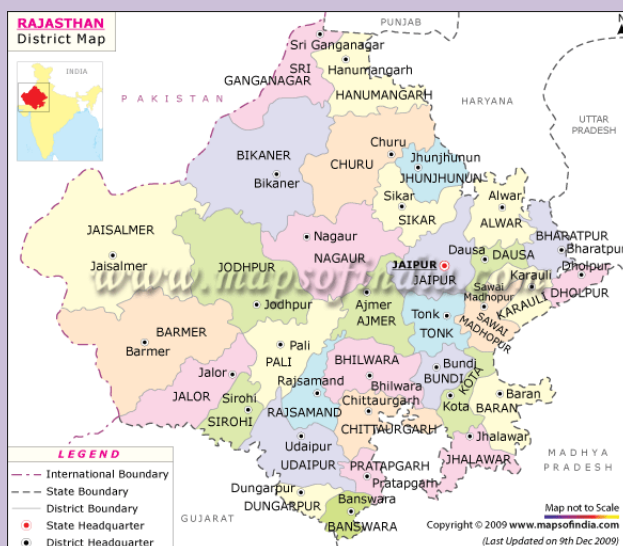 RAJASTHAN
District Map
INDIA
PUNJAB
Sri Ganganagar
SRI
GANGANAGAR
Hanumangarh
HANUMANGARH
PAKISTAN
HARYANA
UTTAR
PRADESH
Churu
CHURU
BIKANER
Bikaner
Jhunjhunun
JHUNJHUNUN
Sikar
SIKAR
Alwar
ALWAR
JAISALMER
Jaisalmer
JODHPUR
Jodhpur
Nagaur
NAGAUR
JAIPUR
JAIPUR
Dausa
DAUSA
BHARATPUR
Bharatpur
Dholpur
DHOLPUR
Karauli
KARAULI
www.mapsofindia.com
Ajmer
AJMER
Tonk
TONK
Sawai
Madhopur
SAWAI
MADHOPUR
BARMER
Barmer
Pali
PALI
BHILWARA
Bhilwara
Bundi
BUNDI
KOTA
Kota
Baran
BARAN
Jalor
JALOR
Sirohi
SIROHI
Rajsamand
RAJSAMAND
Chittaurgarh
CHITTAURGARH
Jhalawar
JHALAWAR
Udaipur
UDAIPUR
PRATAPGARH
Pratapgarh
Dungarpur
DUNGARPUR
Banswara
BANSWARA
MADHYA
PRADESH
GUJARAT
LEGEND
International Boundary
State Boundary
District Boundary
State Headquarter
District Headquarter
Map not to Scale
Copyright © 2009 www.mapsofindia.com
(Last Updated on 9th Dec 2009)